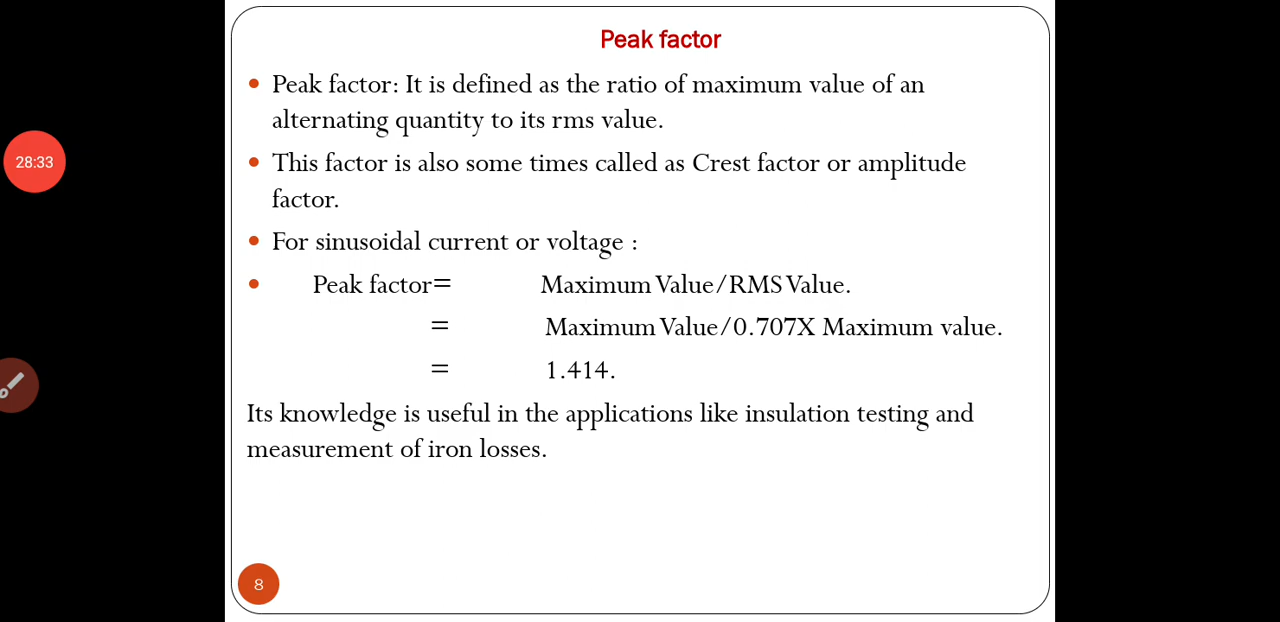 Peak factor
Peak factor: It is defined as the ratio of maximum value of an
alternating quantity to its rms value.
28:33
This factor is also some times called as Crest factor or amplitude
factor.
For sinusoidal current or voltage :
Peak factor= Maximum Value/RMS Value.
= Maximum Value/0.707X Maximum value.
= 1.414.
Its knowledge is useful in the applications like insulation testing and
measurement of iron losses.
8